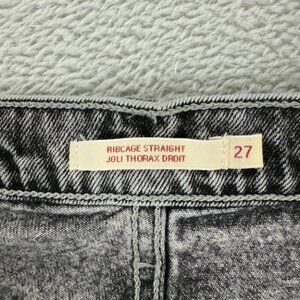 RIBCAGE STRAIGHT
JOLI THORAX DROIT
27